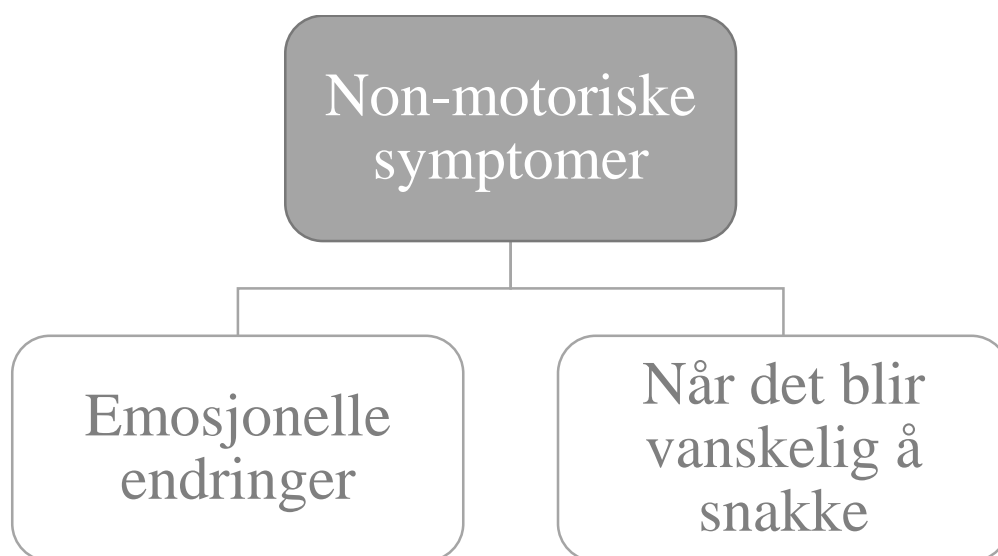 Non-motoriske
symptomer
Emosjonelle
endringer
Når det blir
vanskelig å
snakke